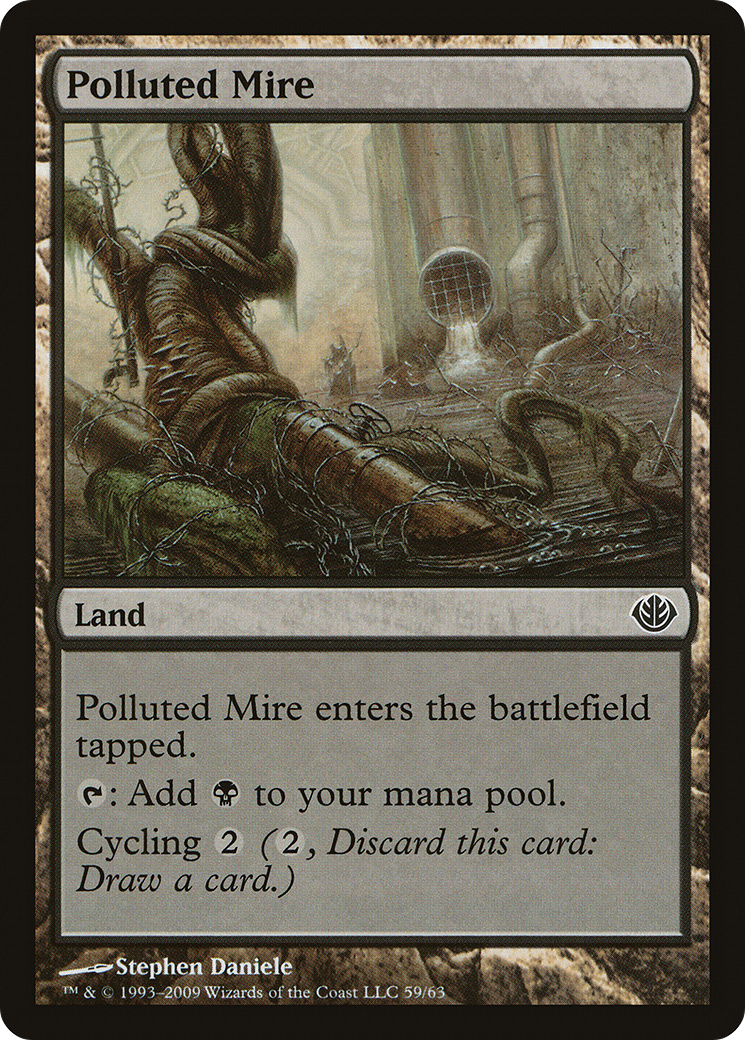 Polluted Mire
Land
Polluted Mire enters the battlefield
tapped.
: Add to your mana pool.
Cycling 2 (2, Discard this card:
Draw a card.)
Stephen Daniele
™ & © 1993–2009 Wizards of the Coast LLC 59/63